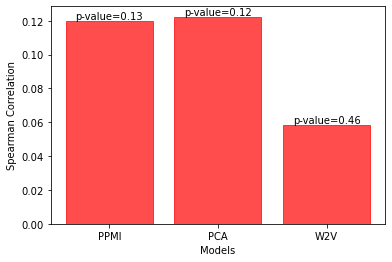 p-value=0.13
p-value=0.12
p-value=0.46
0.12
0.10
0.08
0.06
0.04
0.02
0.00
Spearman Correlation
PPMI
PCA
W2V
Models